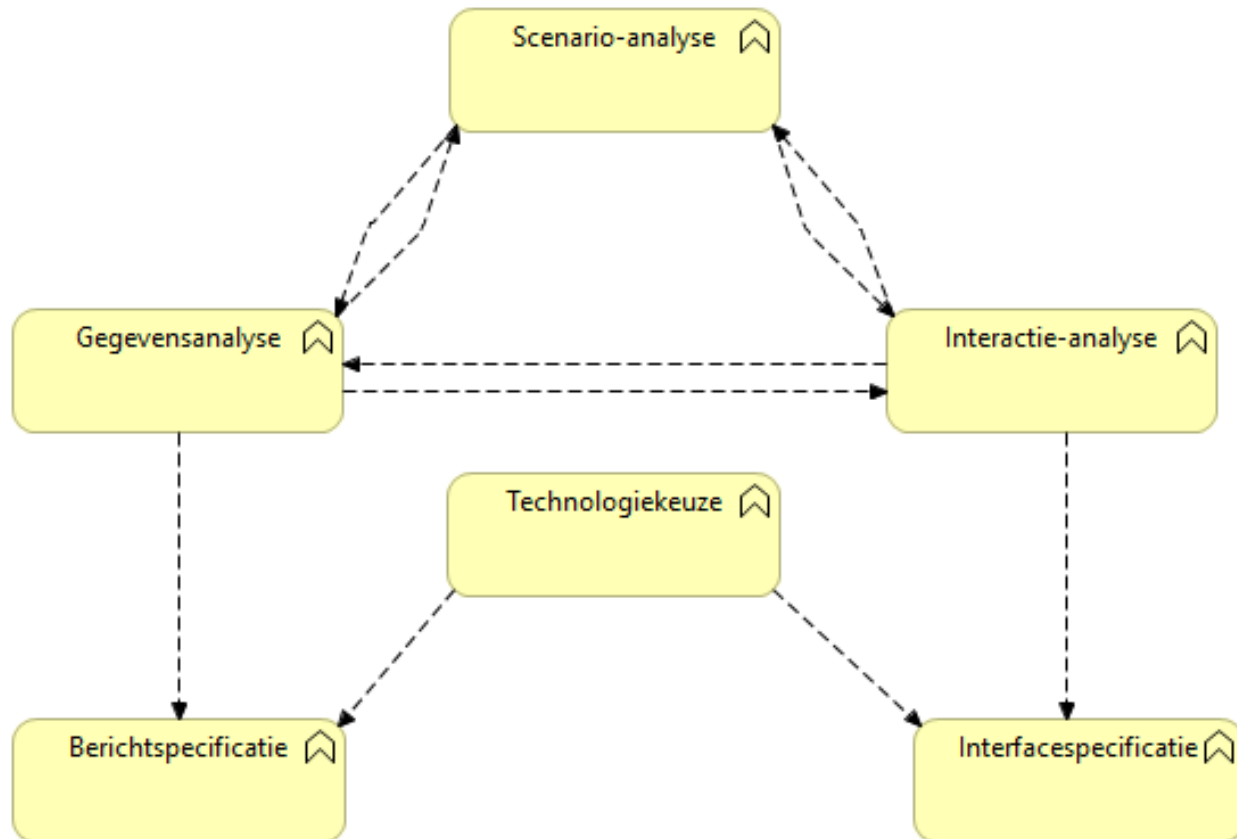 Scenario-analyse
Gegevensanalyse
Interactie-analyse
Technologiekeuze
Berichtspecificatie
Interfacespecificatie